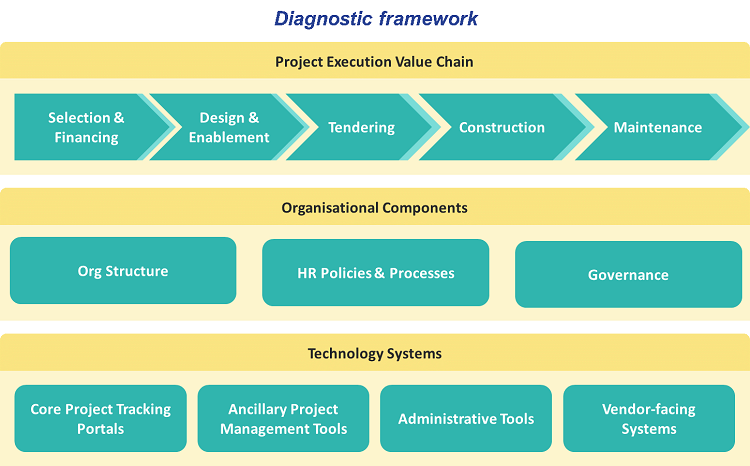 Diagnostic framework
Project Execution Value Chain
Selection &
Financing
Design &
Enablement
Tendering
Construction
Maintenance
Organisational Components
Org Structure
HR Policies & Processes
Governance
Technology Systems
Core Project Tracking
Portals
Ancillary Project
Management Tools
Administrative Tools
Vendor-facing
Systems